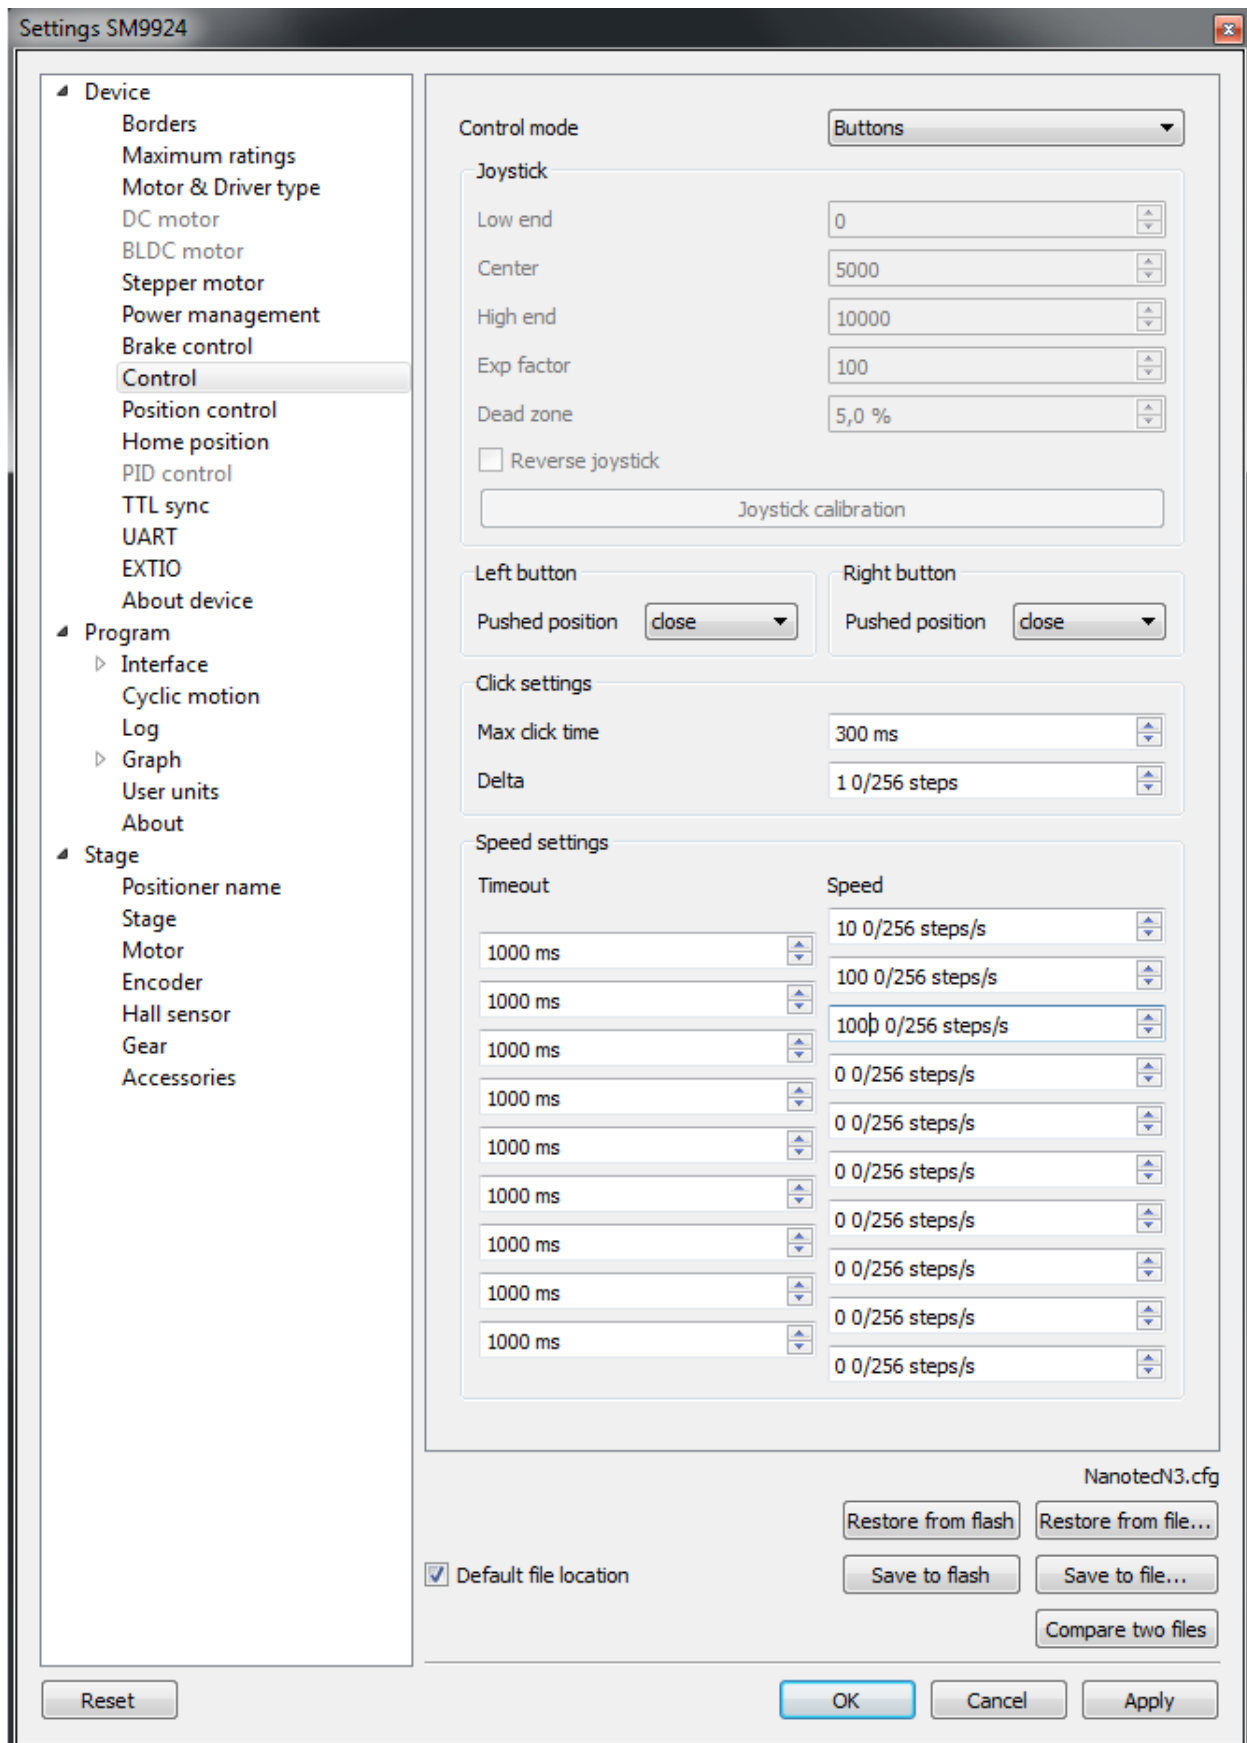 Settings SM9924
Device
Borders
Maximum ratings
Motor & Driver type
DC motor
BLDC motor
Stepper motor
Power management
Brake control
Control
Position control
Home position
PID control
TTL sync
UART
EXTIO
About device
Program
Interface
Cyclic motion
Log
Graph
User units
About
Stage
Positioner name
Stage
Motor
Encoder
Hall sensor
Gear
Accessories
Control mode Buttons
Joystick
Low end 0
Center 5000
High end 10000
Exp factor 100
Dead zone 5,0 %
Reverse joystick
Joystick calibration
Left button Right button
Pushed position close Pushed position close
Click settings
Max click time 300 ms
Delta 1 0/256 steps
Speed settings
Timeout Speed
10 0/256 steps/s
1000 ms
100 0/256 steps/s
1000 ms
1000 0/256 steps/s
1000 ms
0 0/256 steps/s
1000 ms
0 0/256 steps/s
1000 ms
0 0/256 steps/s
1000 ms
0 0/256 steps/s
1000 ms
0 0/256 steps/s
1000 ms
0 0/256 steps/s
1000 ms
0 0/256 steps/s
NanotecN3.cfg
Restore from flash Restore from file...
Default file location Save to flash Save to file...
Compare two files
Reset OK Cancel Apply